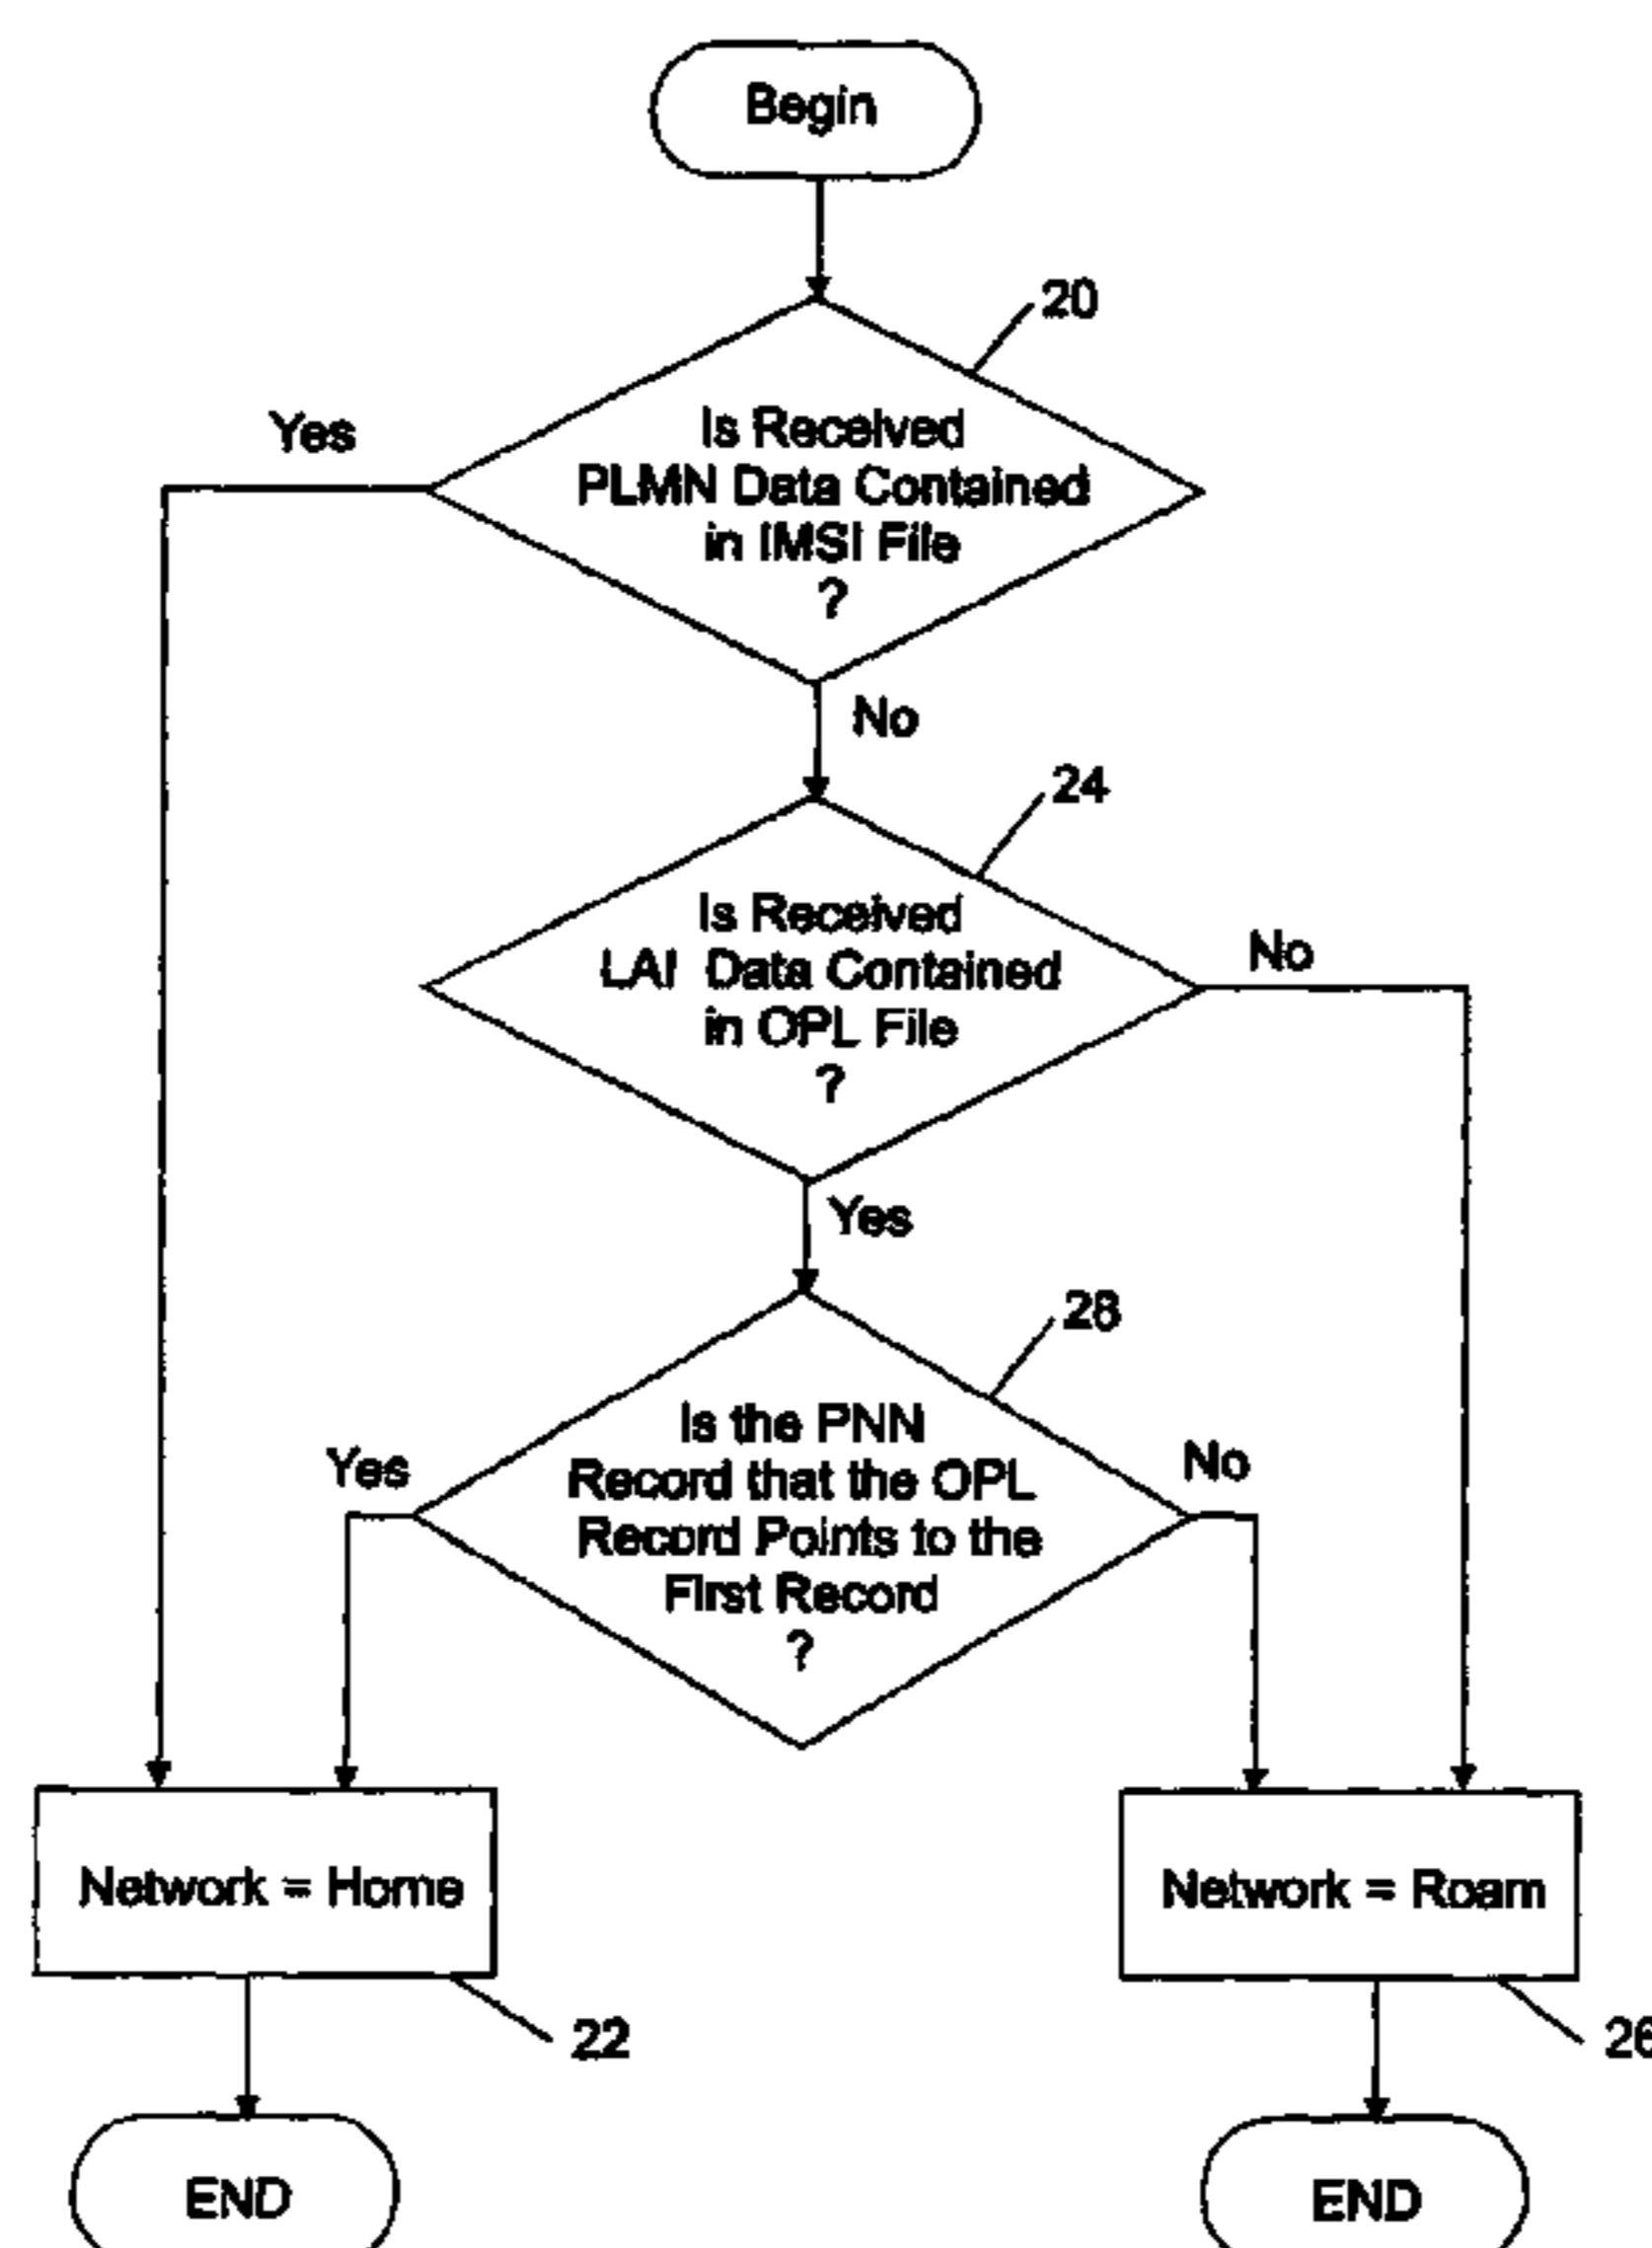 Begin
20
Is Received
PLMN Data Contained
in IMSI File
?
Yes
No
24
Is Received
LAI Data Contained
in OPL File
?
No
Yes
28
Is the PNN
Record that the OPL
Record Points to the
First Record
?
Yes
No
Network = Home
Network = Roam
22
26
END
END